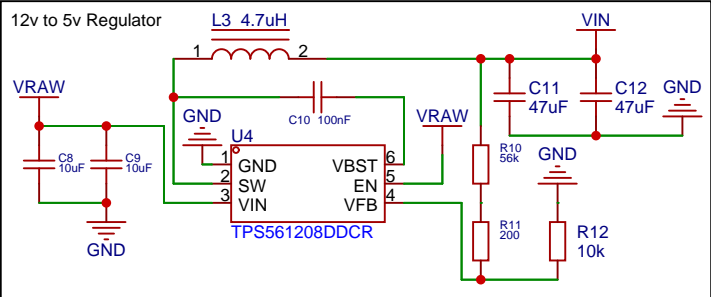 12v to 5v Regulator
L3 4.7uH
VIN
1
2
VRAW
C11
47uF
C12
47uF
GND
C10 100nF
VRAW
GND
U4
C8
10uF
C9
10uF
1
GND
VBST
6
2
SW
EN
5
3
VIN
VFB
4
TPS561208DDCR
R10
56k
GND
R11
200
R12
10k
GND